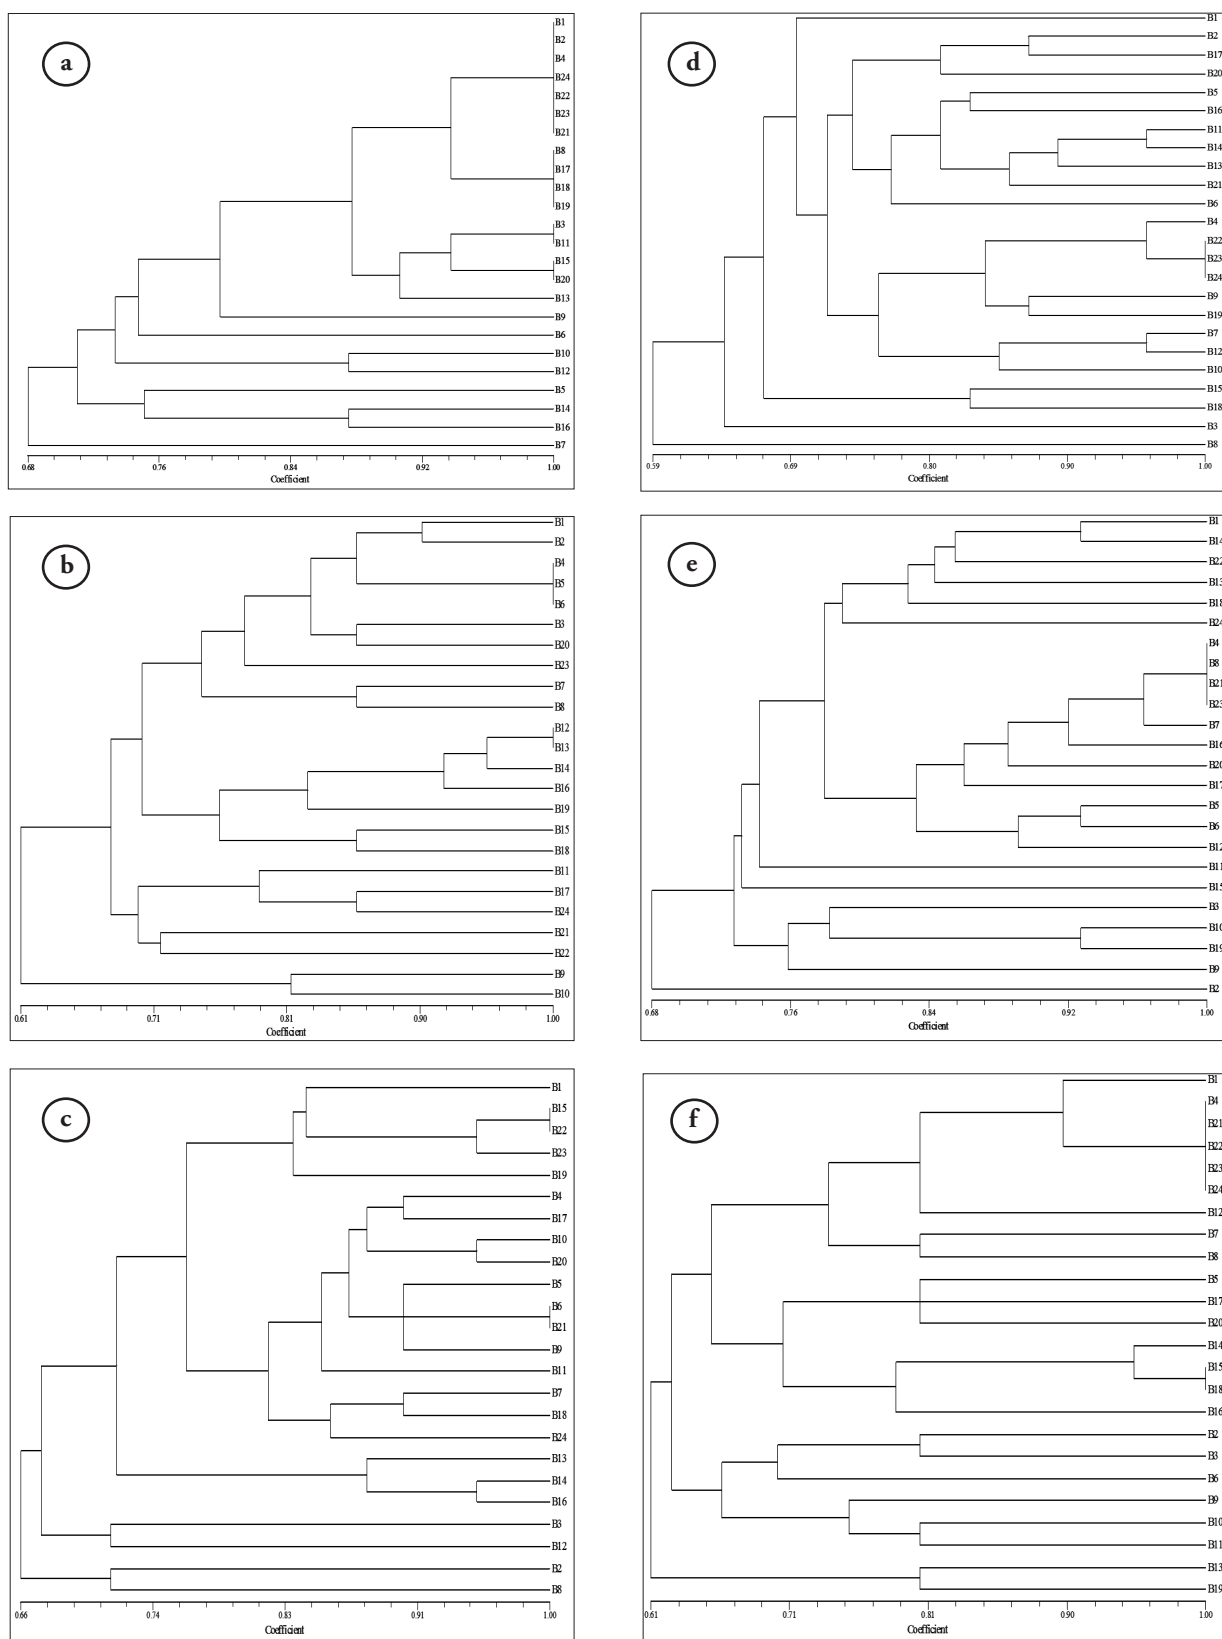 a
B1
B2
B4
B24
B22
B23
B21
B8
B17
B18
B19
B3
B11
B15
B20
B13
B9
B6
B10
B12
B5
B14
B16
B7
0.68 0.76 0.84 0.92 1.00
Coefficient
d
B1
B2
B17
B20
B5
B16
B11
B14
B13
B21
B6
B4
B22
B23
B24
B9
B19
B7
B12
B10
B15
B18
B3
B8
0.59 0.69 0.80 0.90 1.00
Coefficient
b
B1
B2
B4
B5
B6
B3
B20
B23
B7
B8
B12
B13
B14
B16
B19
B15
B18
B11
B17
B24
B21
B22
B9
B10
0.61 0.71 0.81 0.90 1.00
Coefficient
e
B1
B14
B22
B13
B18
B24
B4
B8
B21
B23
B7
B16
B20
B17
B5
B6
B12
B11
B15
B3
B10
B19
B9
B2
0.68 0.76 0.84 0.92 1.00
Coefficient
c
B1
B15
B22
B23
B19
B4
B17
B10
B20
B5
B6
B21
B9
B11
B7
B18
B24
B13
B14
B16
B3
B12
B2
B8
0.66 0.74 0.83 0.91 1.00
Coefficient
f
B1
B4
B21
B22
B23
B24
B12
B7
B8
B5
B17
B20
B14
B15
B18
B16
B2
B3
B6
B9
B10
B11
B13
B19
0.61 0.71 0.81 0.90 1.00
Coefficient